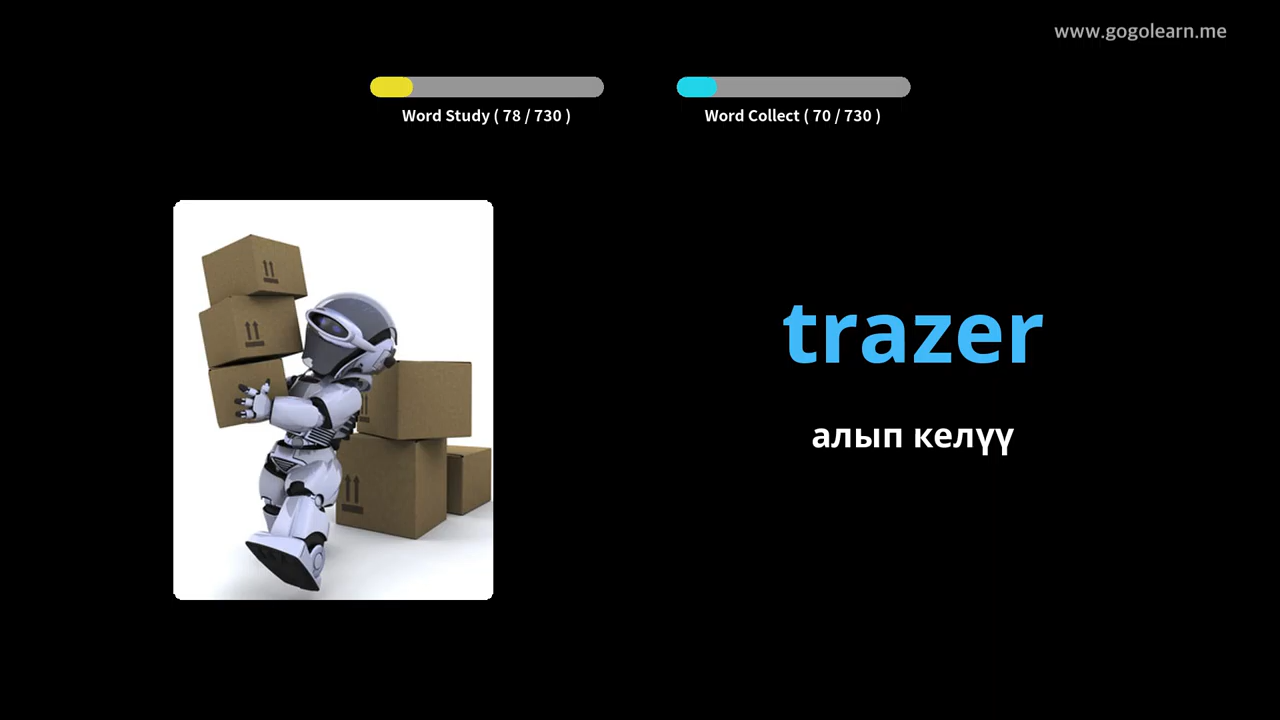 www.gogolearn.me
Word Study ( 78 / 730 )
Word Collect ( 70 / 730 )
trazer
алып келүү